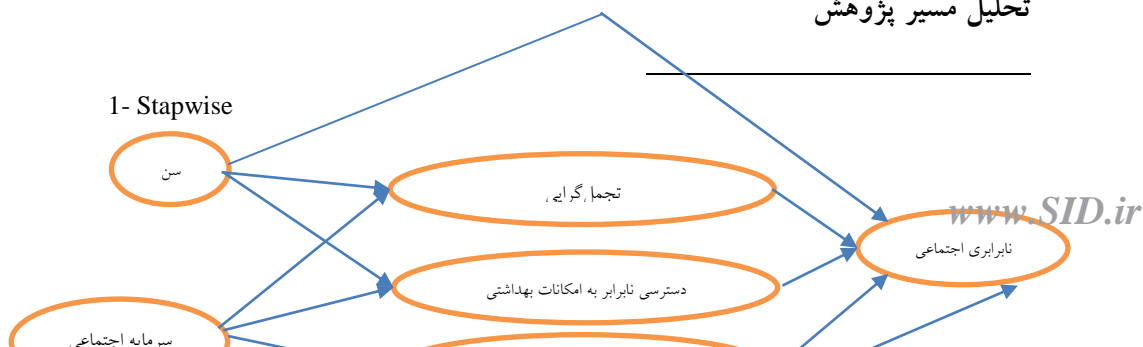 تحلیل مسیر پژوهش
1- Stapwise
سن
تجمل گرایی
www.SID.ir
نابرابری اجتماعی
دسترسی نابرابر به امکانات بهداشتی
سرمایه اجتماعی